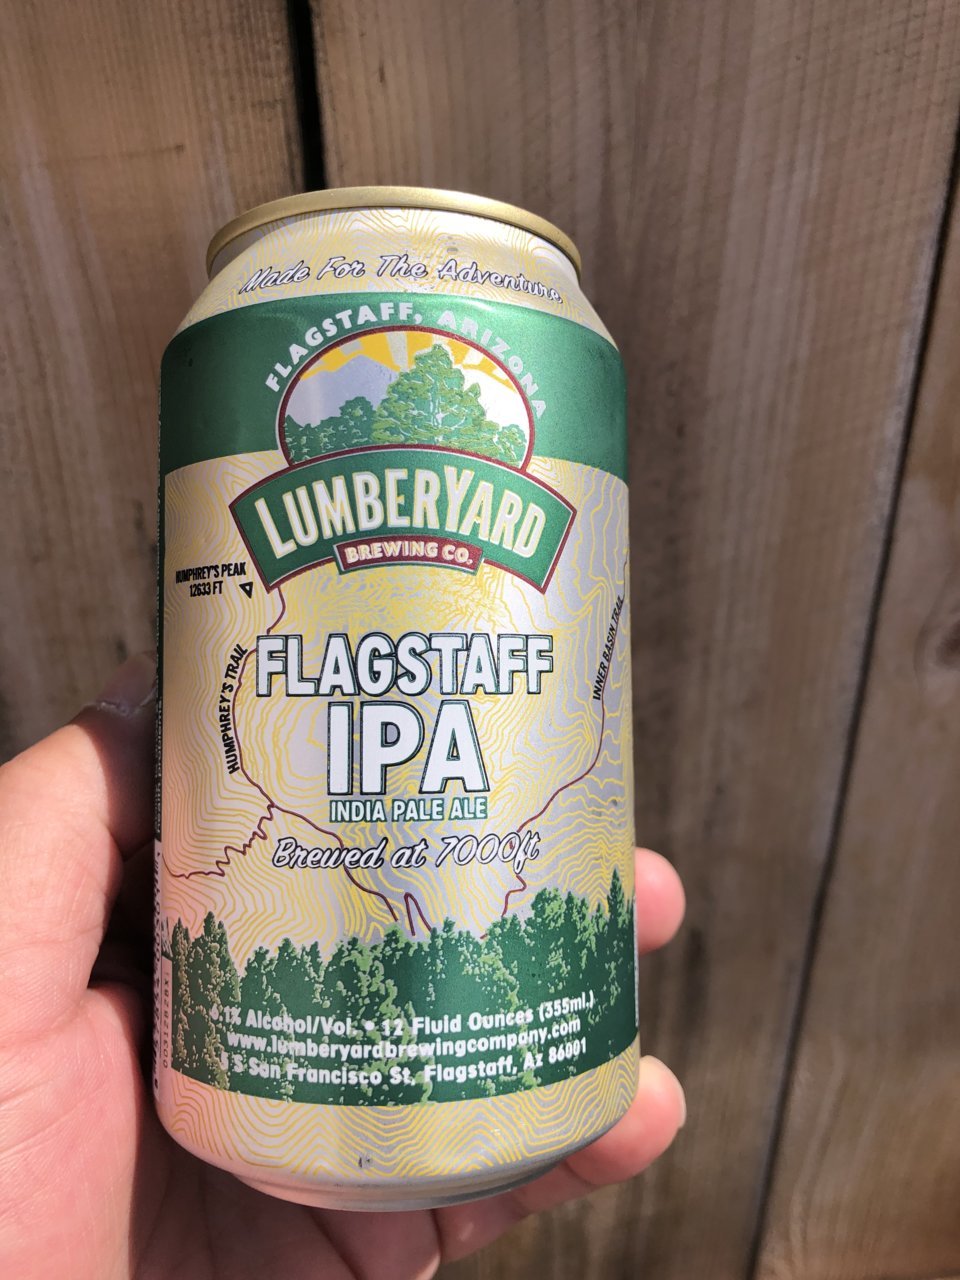 Made For The Adventure
FLAGSTAFF, ARIZONA
LUMBERYARD
BREWING CO.
HUMPHREY'S PEAK
12633 FT
HUMPHREY'S TRAIL
INNER BASIN TRAIL
FLAGSTAFF
IPA
INDIA PALE ALE
Brewed at 7000ft
6.1% Alcohol/Vol. • 12 Fluid Ounces (355ml.)
www.lumberyardbrewingcompany.com
5 S San Francisco St. Flagstaff, Az 86001